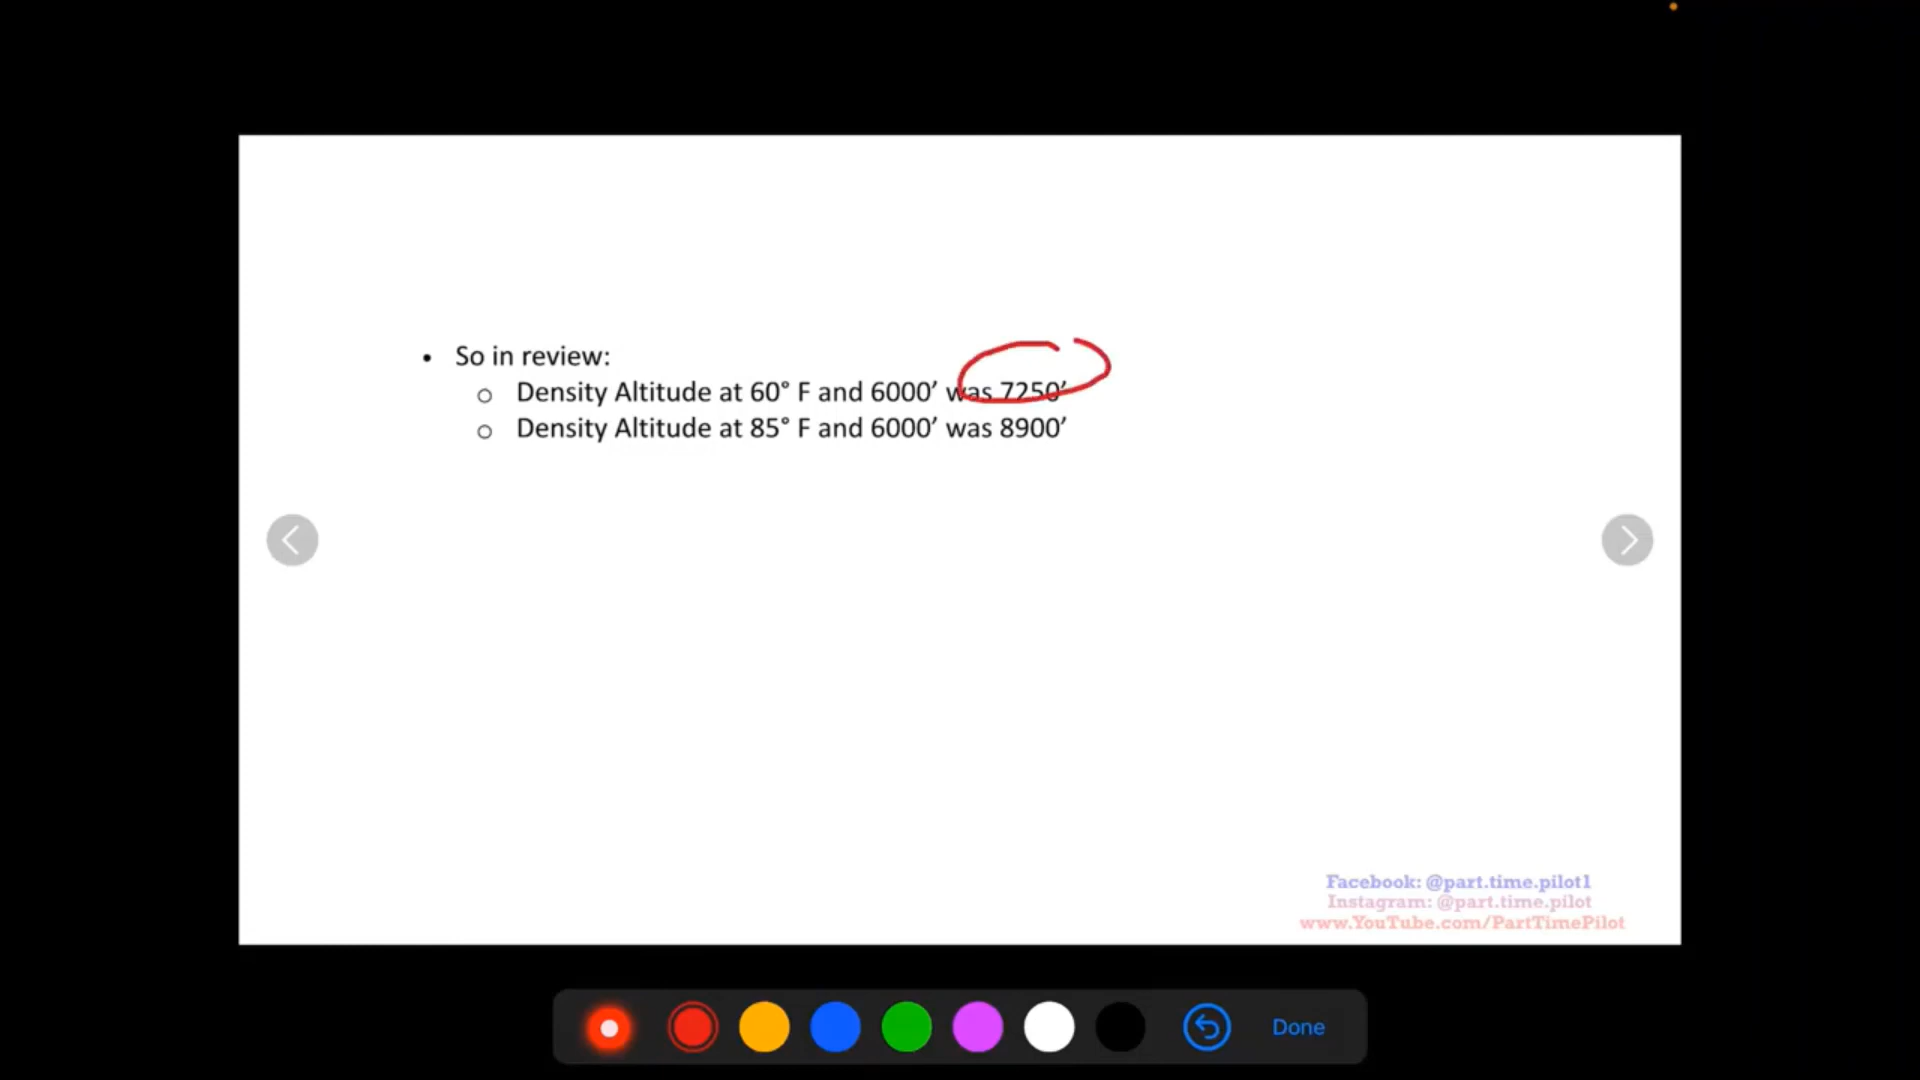 • So in review:
o Density Altitude at 60° F and 6000’ was 7250’
o Density Altitude at 85° F and 6000’ was 8900’
Facebook: @part.time.pilot1
Instagram: @part.time.pilot
www.YouTube.com/PartTimePilot
Done